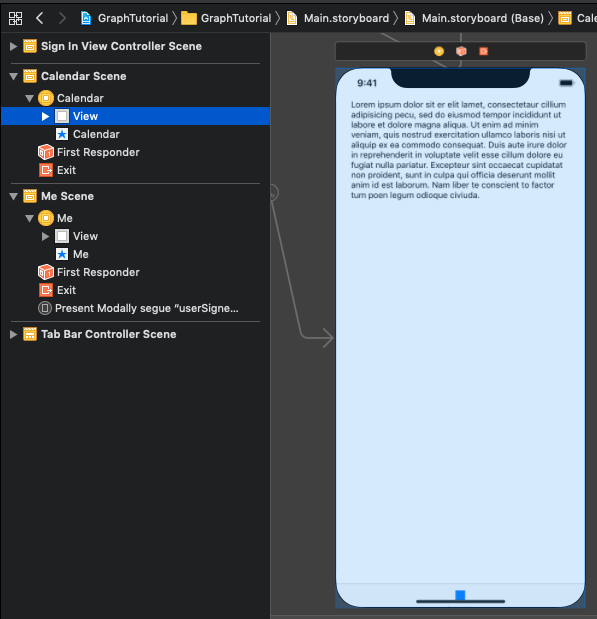 GraphTutorial
GraphTutorial
Main.storyboard
Main.storyboard (Base)
Cale
Sign In View Controller Scene
Calendar Scene
Calendar
View
Calendar
First Responder
Exit
Me Scene
Me
View
Me
First Responder
Exit
Present Modally segue “userSigne...
Tab Bar Controller Scene
9:41
Lorem ipsum dolor sit er elit lamet, consectetaur cillium
adipisicing pecu, sed do eiusmod tempor incididunt ut
labore et dolore magna aliqua. Ut enim ad minim
veniam, quis nostrud exercitation ullamco laboris nisi ut
aliquip ex ea commodo consequat. Duis aute irure dolor
in reprehenderit in voluptate velit esse cillum dolore eu
fugiat nulla pariatur. Excepteur sint occaecat cupidatat
non proident, sunt in culpa qui officia deserunt mollit
anim id est laborum. Nam liber te conscient to factor
tum poen legum odioque civiuda.